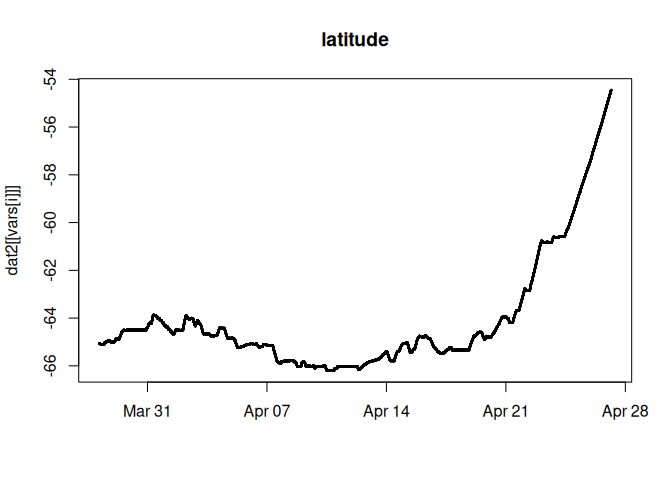 latitude
dat2[[vars[i]]]
-54
-56
-58
-60
-62
-64
-66
Mar 31
Apr 07
Apr 14
Apr 21
Apr 28